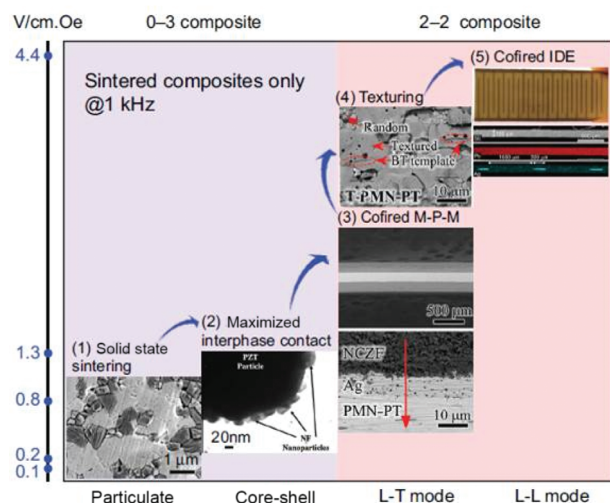 V/cm.Oe
0–3 composite
2–2 composite
4.4
1.3
0.8
0.2
0.1
Sintered composites only
@1 kHz
(5) Cofired IDE
(4) Texturing
Random
Textured
BT template
T-PMN-PT
10 μm
(3) Cofired M-P-M
500 μm
(2) Maximized
interphase contact
(1) Solid state
sintering
PZT
Particle
NF
Nanoparticles
20nm
1 μm
NCZF
Ag
PMN-PT
10 μm
Particulate
Core-shell
L-T mode
L-L mode